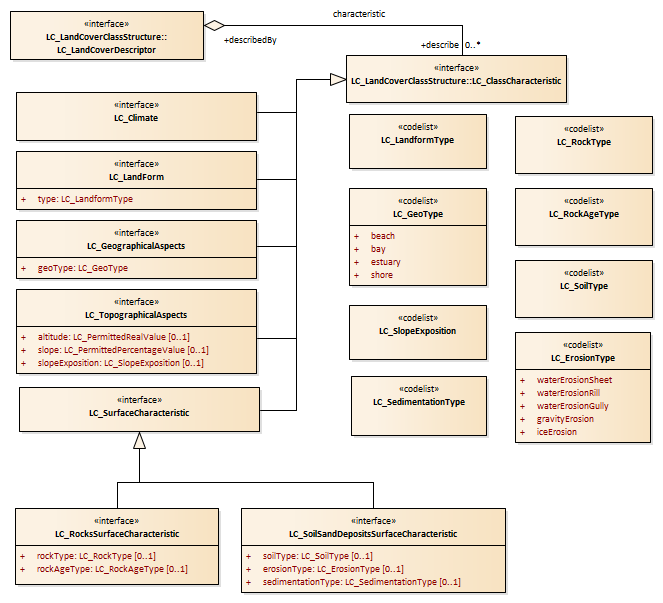 «interface»
LC_LandCoverClassStructure::
LC_LandCoverDescriptor
characteristic
+describedBy
+describe
0..*
«interface»
LC_LandCoverClassStructure::LC_ClassCharacteristic
«interface»
LC_Climate
«interface»
LC_LandForm
+ type: LC_LandformType
«interface»
LC_GeographicalAspects
+ geoType: LC_GeoType
«interface»
LC_TopographicalAspects
+ altitude: LC_PermittedRealValue [0..1]
+ slope: LC_PermittedPercentageValue [0..1]
+ slopeExposition: LC_SlopeExposition [0..1]
«interface»
LC_SurfaceCharacteristic
«codelist»
LC_LandformType
«codelist»
LC_GeoType
+ beach
+ bay
+ estuary
+ shore
«codelist»
LC_SlopeExposition
«codelist»
LC_SedimentationType
«codelist»
LC_RockType
«codelist»
LC_RockAgeType
«codelist»
LC_SoilType
«codelist»
LC_ErosionType
+ waterErosionSheet
+ waterErosionRill
+ waterErosionGully
+ gravityErosion
+ iceErosion
«interface»
LC_RocksSurfaceCharacteristic
+ rockType: LC_RockType [0..1]
+ rockAgeType: LC_RockAgeType [0..1]
«interface»
LC_SoilSandDepositsSurfaceCharacteristic
+ soilType: LC_SoilType [0..1]
+ erosionType: LC_ErosionType [0..1]
+ sedimentationType: LC_SedimentationType [0..1]